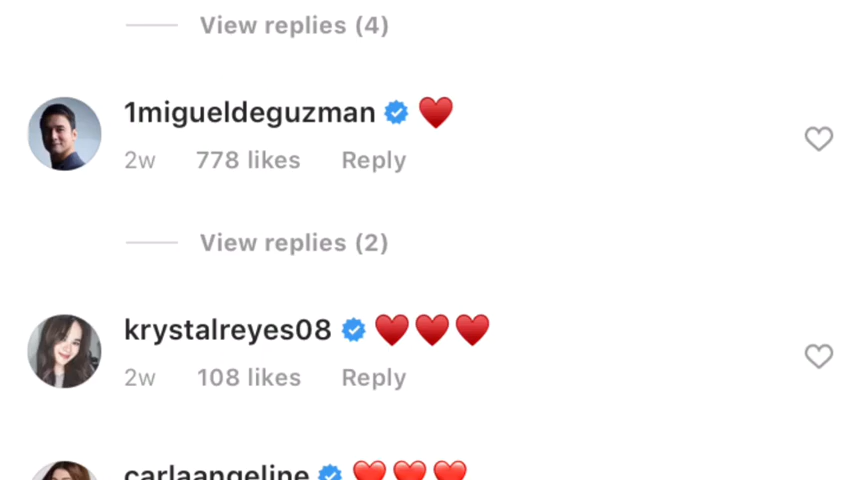 View replies (4)
1migueldeguzman ♥️
2w 778 likes Reply
View replies (2)
krystalreyes08 ♥️♥️♥️
2w 108 likes Reply
carlaangeline ❤️❤️❤️